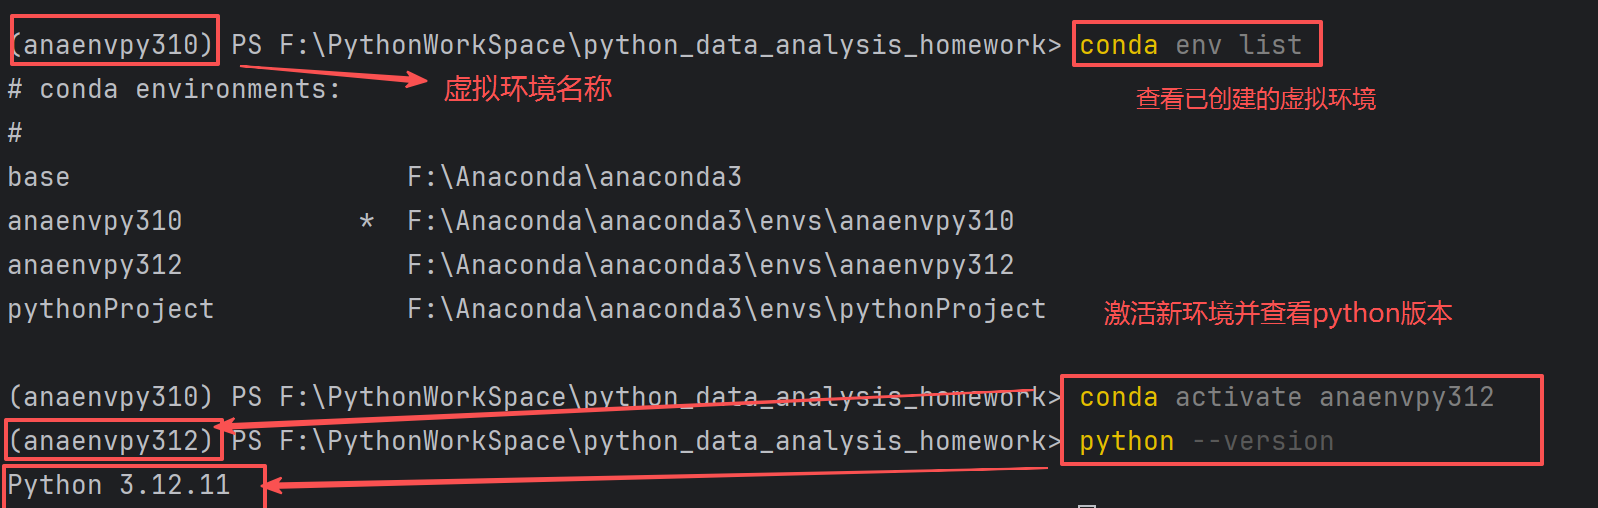 (anaenvpy310) PS F:\PythonWorkSpace\python_data_analysis_homework> conda env list
# conda environments:
虚拟环境名称
查看已创建的虚拟环境
#
base                     F:\Anaconda\anaconda3
anaenvpy310           *  F:\Anaconda\anaconda3\envs\anaenvpy310
anaenvpy312              F:\Anaconda\anaconda3\envs\anaenvpy312
pythonProject            F:\Anaconda\anaconda3\envs\pythonProject
激活新环境并查看python版本
(anaenvpy310) PS F:\PythonWorkSpace\python_data_analysis_homework> conda activate anaenvpy312
(anaenvpy312) PS F:\PythonWorkSpace\python_data_analysis_homework> python --version
Python 3.12.11